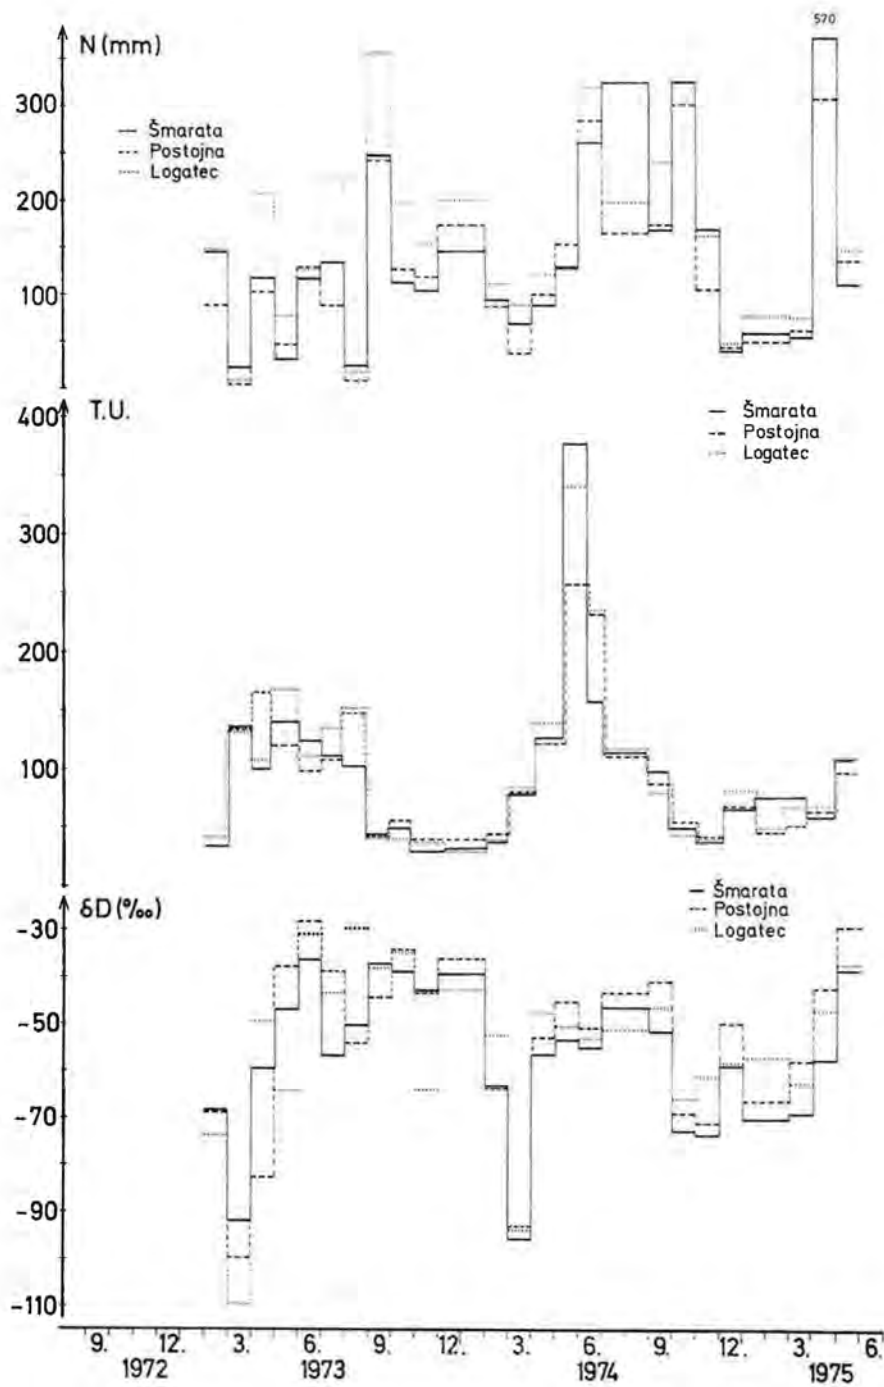 570
N (mm)
300
200
100
Šmarata
Postojna
Logatec
T.U.
400
300
200
100
Šmarata
Postojna
Logatec
δD (‰)
-30
-50
-70
-90
-110
Šmarata
Postojna
Logatec
9. 12. 3. 6. 9. 12. 3. 6. 9. 12. 3. 6.
1972 1973 1974 1975